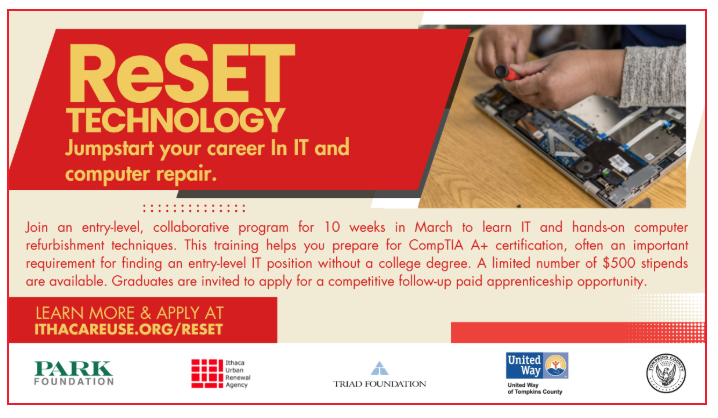 ReSET
TECHNOLOGY
Jumpstart your career In IT and
computer repair.
Join an entry-level, collaborative program for 10 weeks in March to learn IT and hands-on computer
refurbishment techniques. This training helps you prepare for CompTIA A+ certification, often an important
requirement for finding an entry-level IT position without a college degree. A limited number of $500 stipends
are available. Graduates are invited to apply for a competitive follow-up paid apprenticeship opportunity.
LEARN MORE & APPLY AT
ITHACAREUSE.ORG/RESET
PARK
FOUNDATION
Ithaca
Urban
Renewal
Agency
TRIAD FOUNDATION
United
Way
United Way
of Tompkins County
TOMPKINS COUNTY